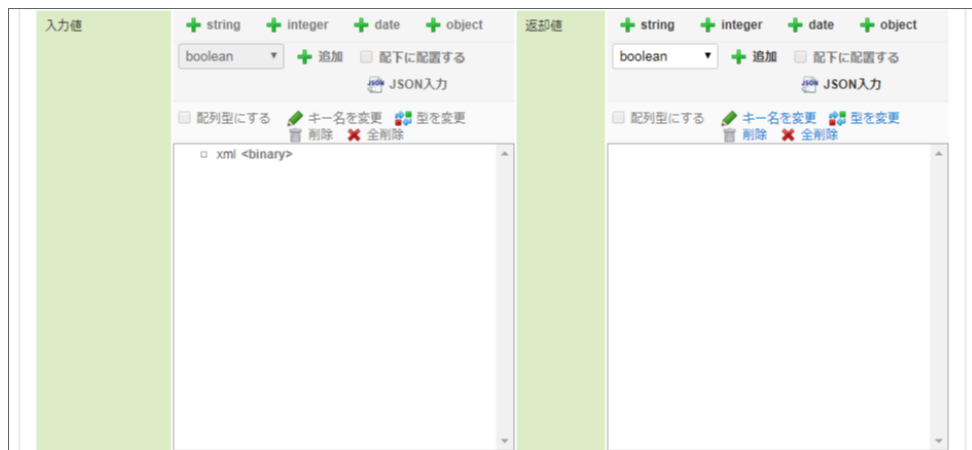 入力値
string integer date object
boolean 追加 配下に配置する
JSON入力
配列型にする キー名を変更 型を変更
削除 全削除
xml <binary>
返却値
string integer date object
boolean 追加 配下に配置する
JSON入力
配列型にする キー名を変更 型を変更
削除 全削除